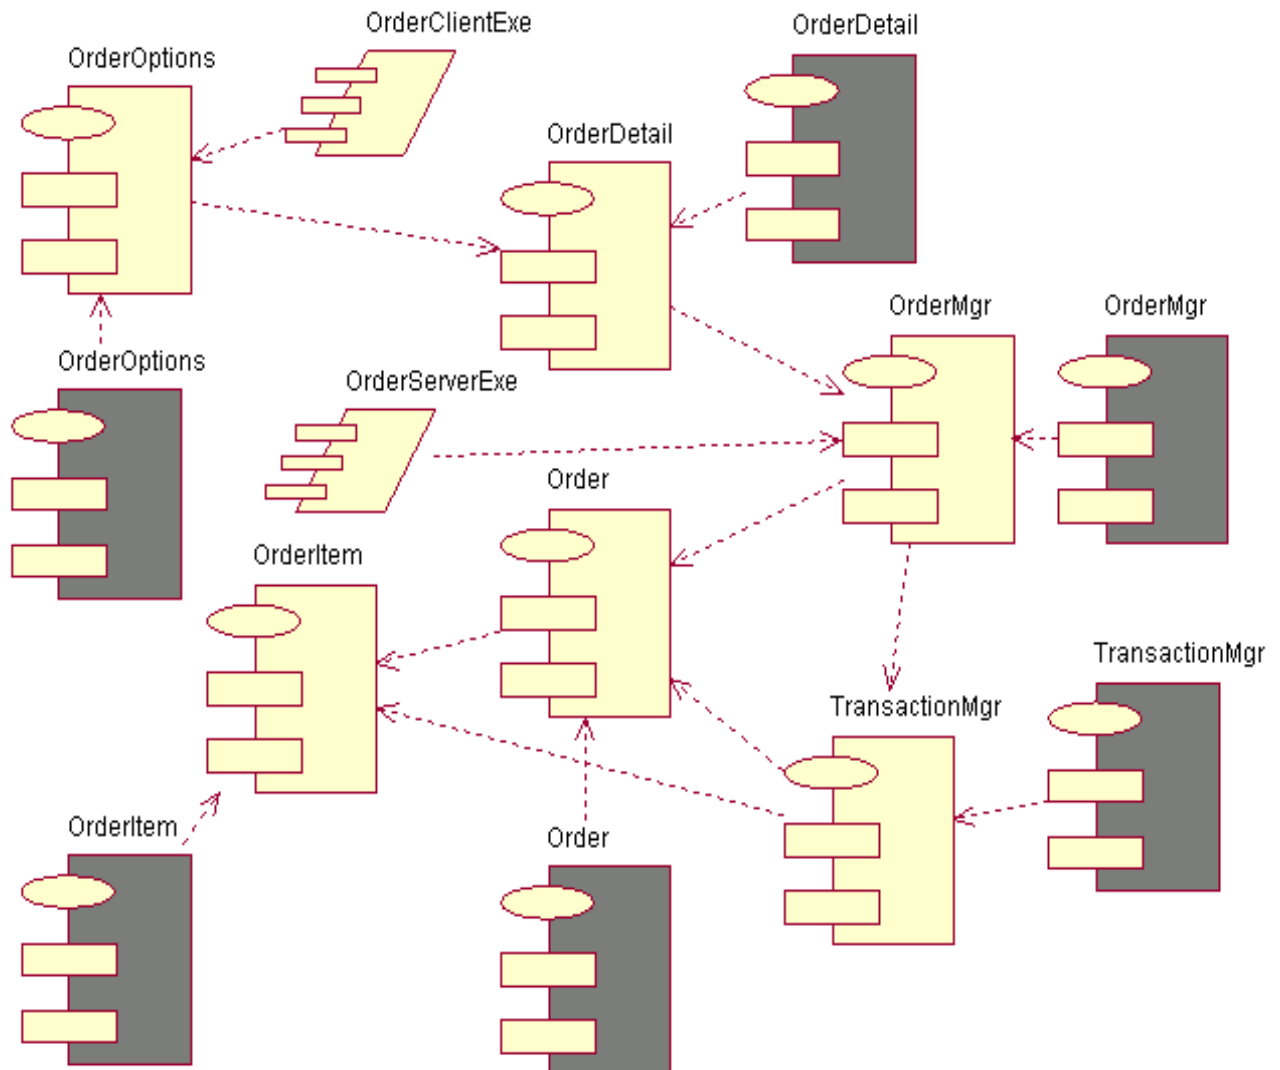 OrderClientExe
OrderDetail
OrderOptions
OrderDetail
OrderMgr
OrderMgr
OrderOptions
OrderServerExe
Order
OrderItem
TransactionMgr
TransactionMgr
OrderItem
Order